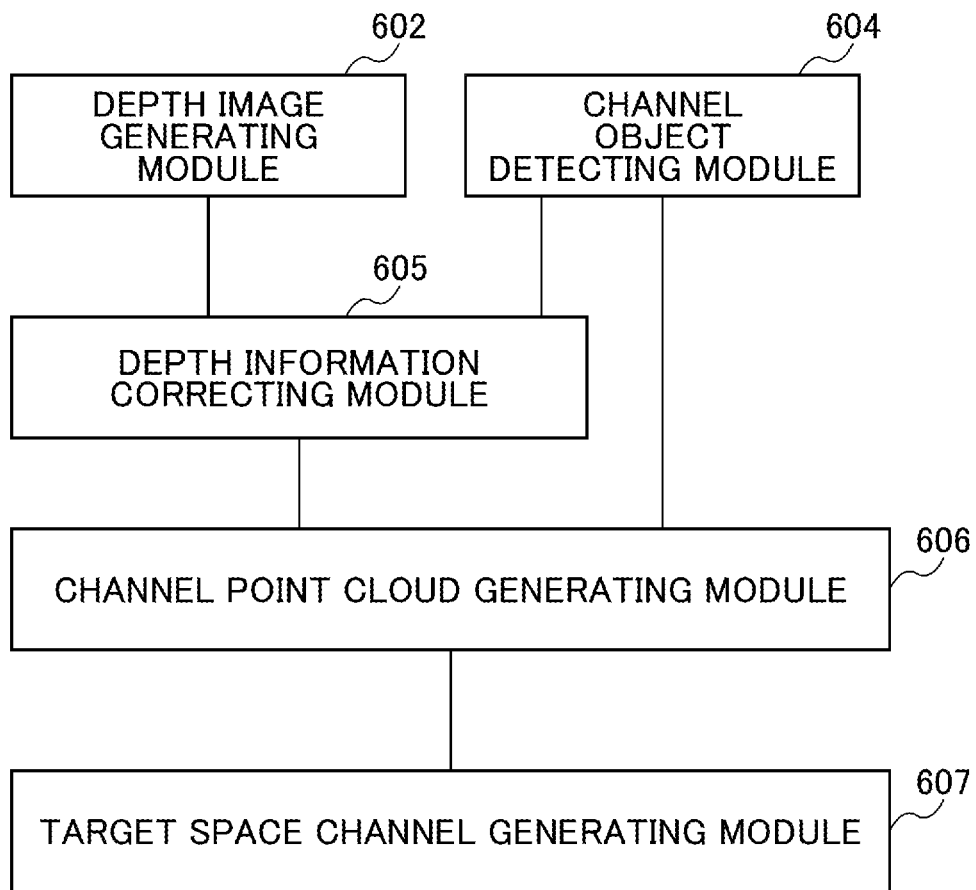 602
DEPTH IMAGE
GENERATING
MODULE
604
CHANNEL
OBJECT
DETECTING MODULE
605
DEPTH INFORMATION
CORRECTING MODULE
606
CHANNEL POINT CLOUD GENERATING MODULE
607
TARGET SPACE CHANNEL GENERATING MODULE